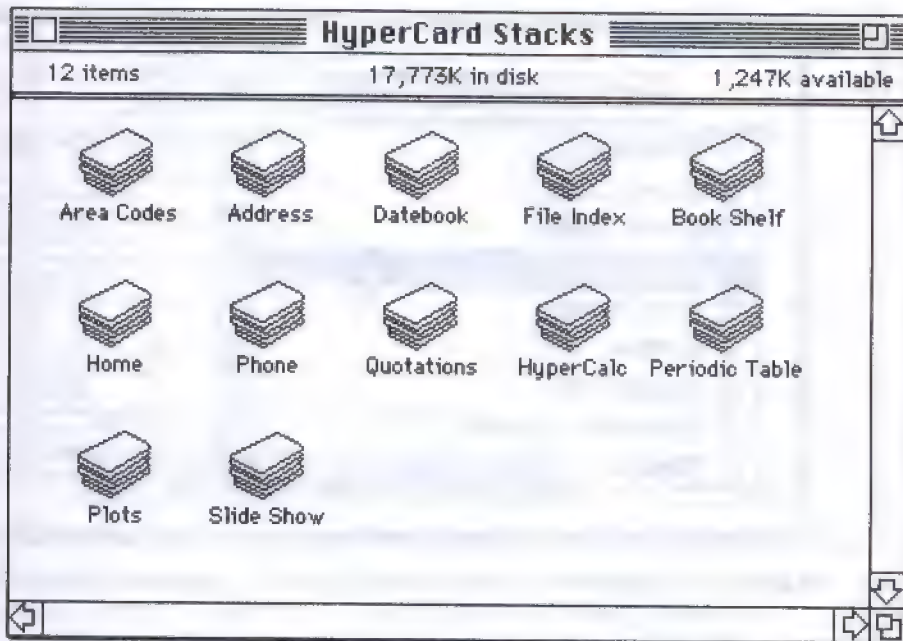 HyperCard Stacks
12 items 17,773K in disk 1,247K available
Area Codes Address Datebook File Index Book Shelf
Home Phone Quotations HyperCalc Periodic Table
Plots Slide Show